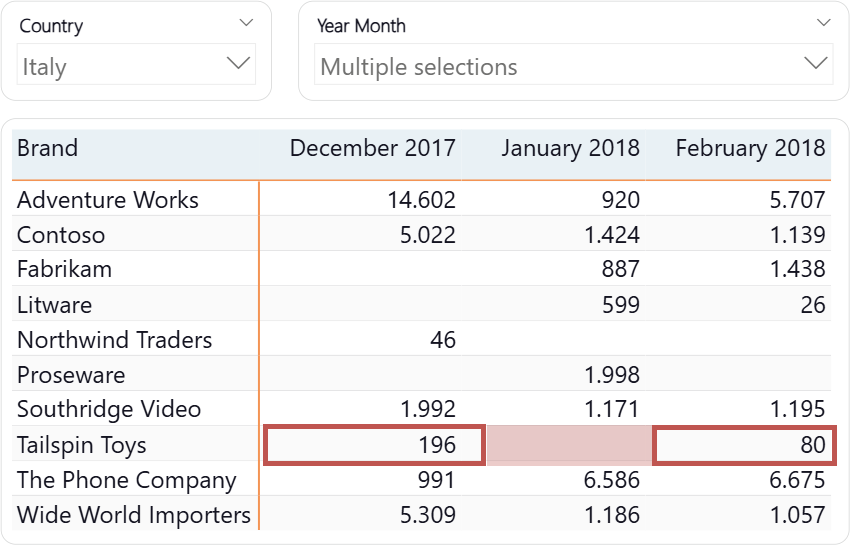 Country Year Month
Italy Multiple selections
Brand December 2017 January 2018 February 2018
Adventure Works 14.602 920 5.707
Contoso 5.022 1.424 1.139
Fabrikam 887 1.438
Litware 599 26
Northwind Traders 46
Proseware 1.998
Southridge Video 1.992 1.171 1.195
Tailspin Toys 196 80
The Phone Company 991 6.586 6.675
Wide World Importers 5.309 1.186 1.057